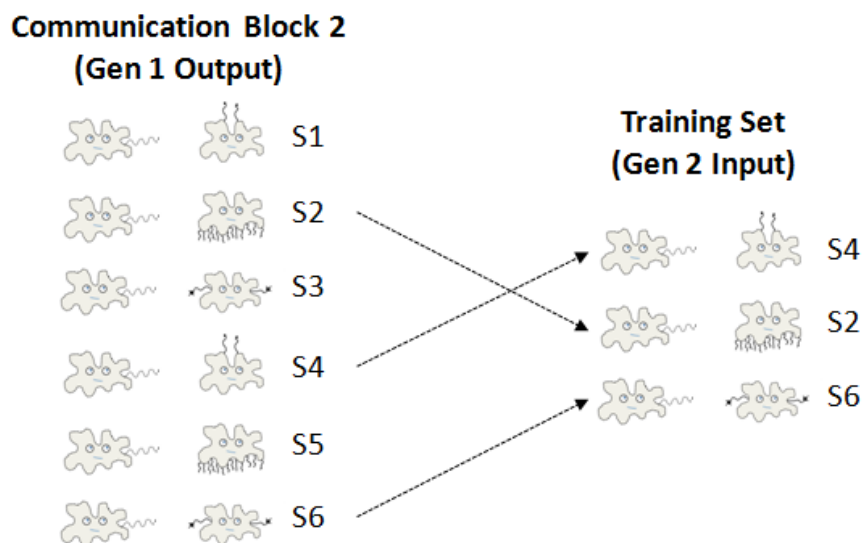 Communication Block 2
(Gen 1 Output)
S1
S2
S3
S4
S5
S6
Training Set
(Gen 2 Input)
S4
S2
S6